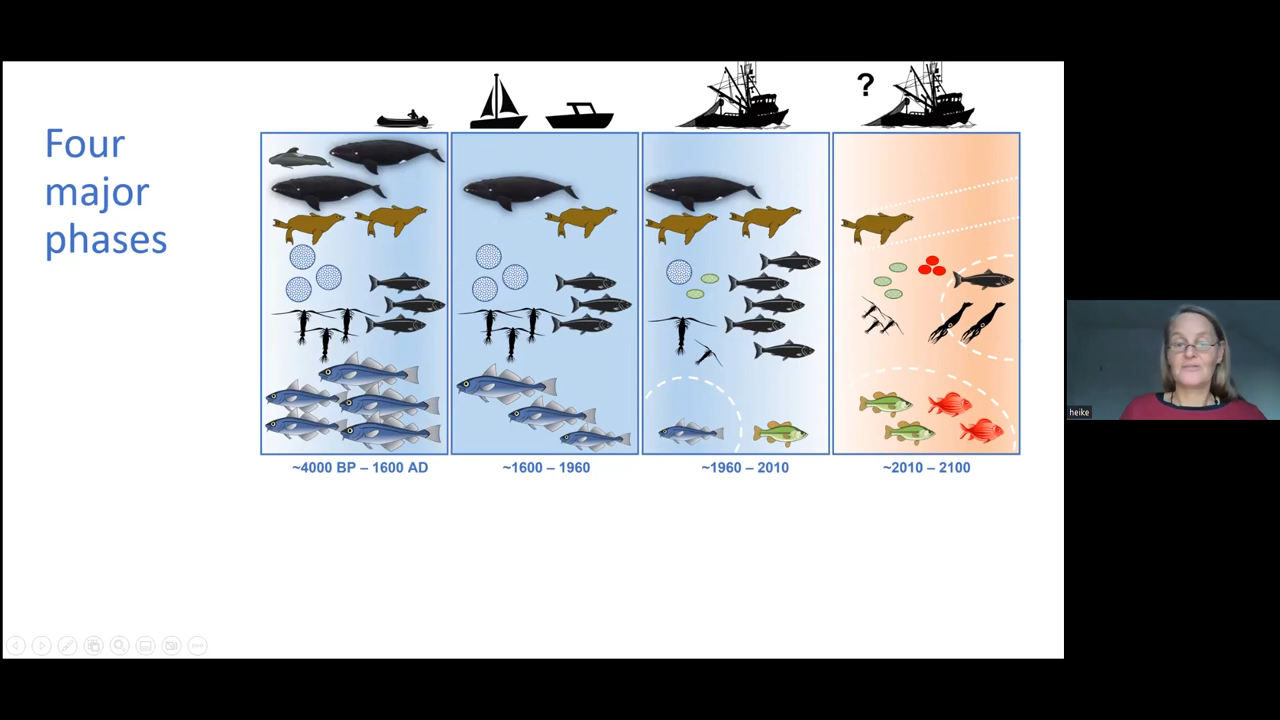 Four
major
phases
?
~4000 BP – 1600 AD
~1600 – 1960
~1960 – 2010
~2010 – 2100
heike